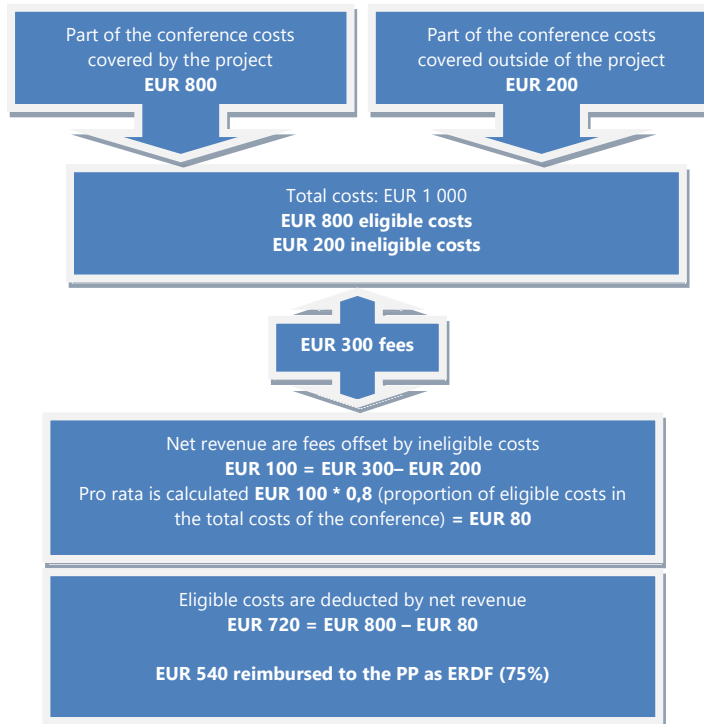 Part of the conference costs
covered by the project
EUR 800
Part of the conference costs
covered outside of the project
EUR 200
Total costs: EUR 1 000
EUR 800 eligible costs
EUR 200 ineligible costs
EUR 300 fees
Net revenue are fees offset by ineligible costs
EUR 100 = EUR 300– EUR 200
Pro rata is calculated EUR 100 * 0,8 (proportion of eligible costs in
the total costs of the conference) = EUR 80
Eligible costs are deducted by net revenue
EUR 720 = EUR 800 – EUR 80
EUR 540 reimbursed to the PP as ERDF (75%)